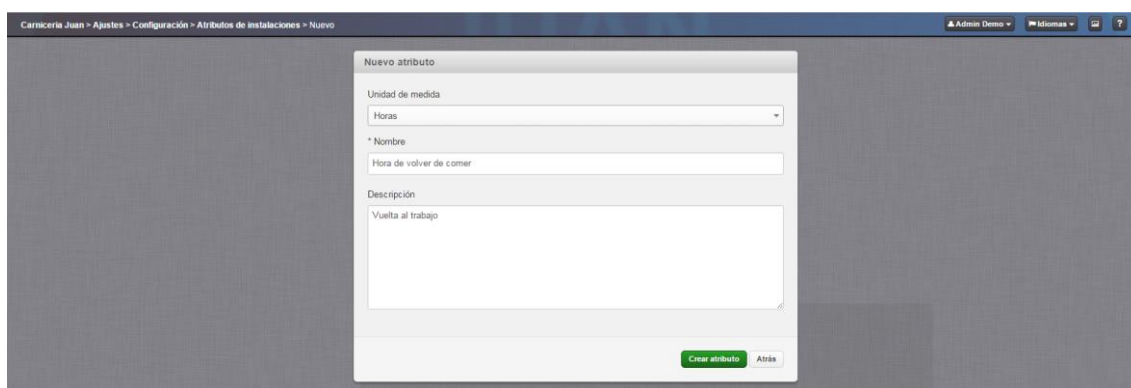 Carnicería Juan > Ajustes > Configuración > Atributos de instalaciones > Nuevo
Admin Demo
Idiomas
?
Nuevo atributo
Unidad de medida
Horas
* Nombre
Hora de volver de comer
Descripción
Vuelta al trabajo
Crear atributo
Atrás